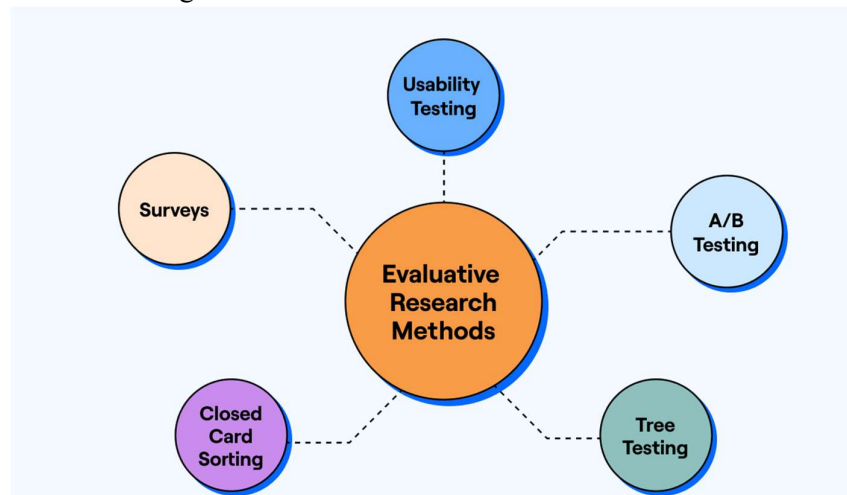 Usability
Testing
Surveys
A/B
Testing
Evaluative
Research
Methods
Closed
Card
Sorting
Tree
Testing